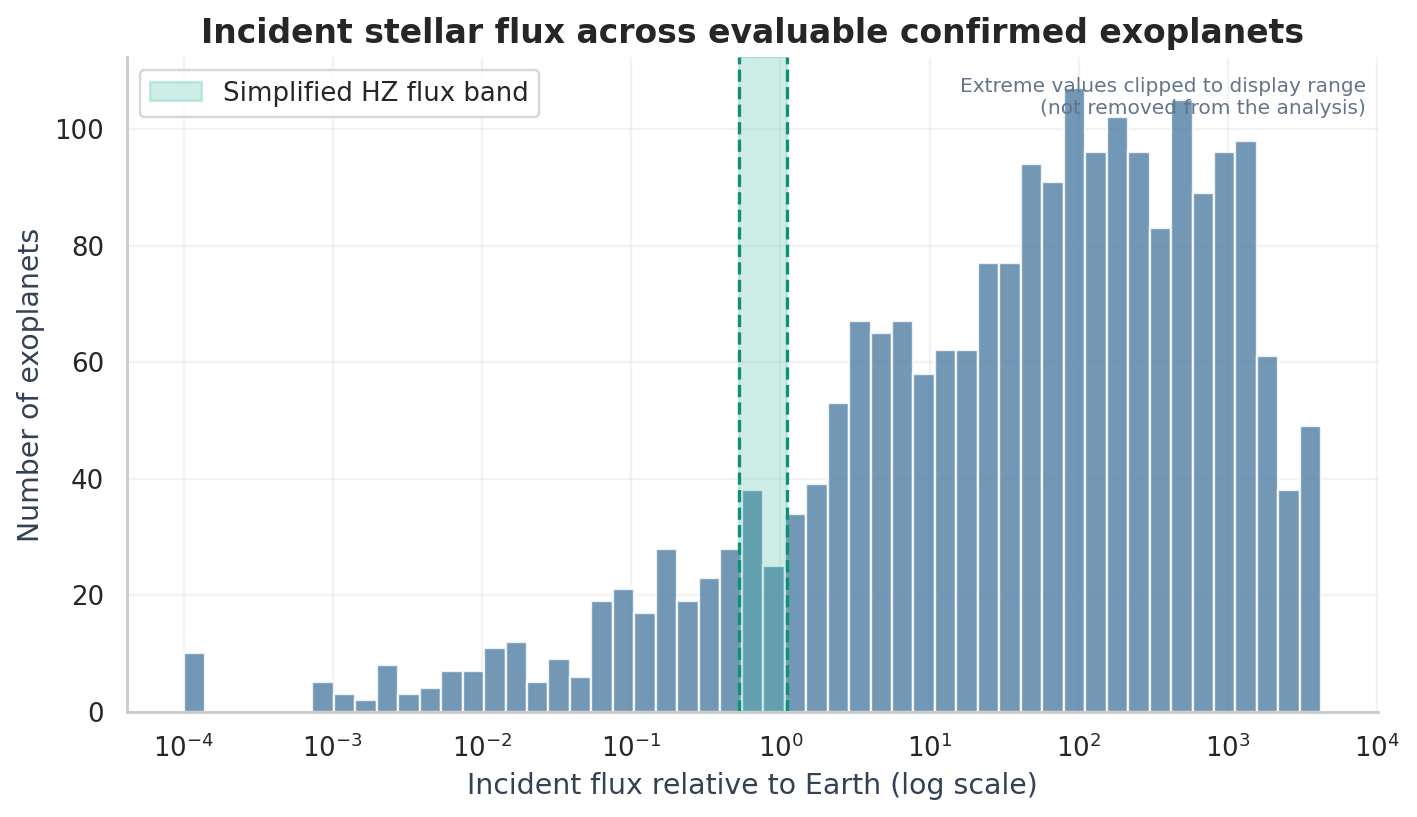 Incident stellar flux across evaluable confirmed exoplanets
Simplified HZ flux band
Extreme values clipped to display range
(not removed from the analysis)
Number of exoplanets
100
80
60
40
20
0
10⁻⁴ 10⁻³ 10⁻² 10⁻¹ 10⁰ 10¹ 10² 10³ 10⁴
Incident flux relative to Earth (log scale)